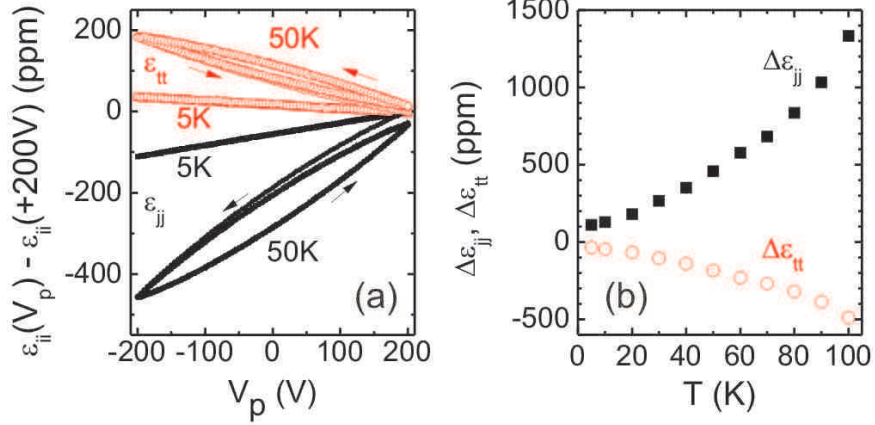 ε_ii(V_p) - ε_ii(+200V) (ppm)
200
0
-200
-400
50K
ε_tt
5K
5K
ε_jj
50K
(a)
-200 -100 0 100 200
V_p (V)
Δε_jj, Δε_tt (ppm)
1500
1000
500
0
-500
Δε_jj
Δε_tt
(b)
0 20 40 60 80 100
T (K)